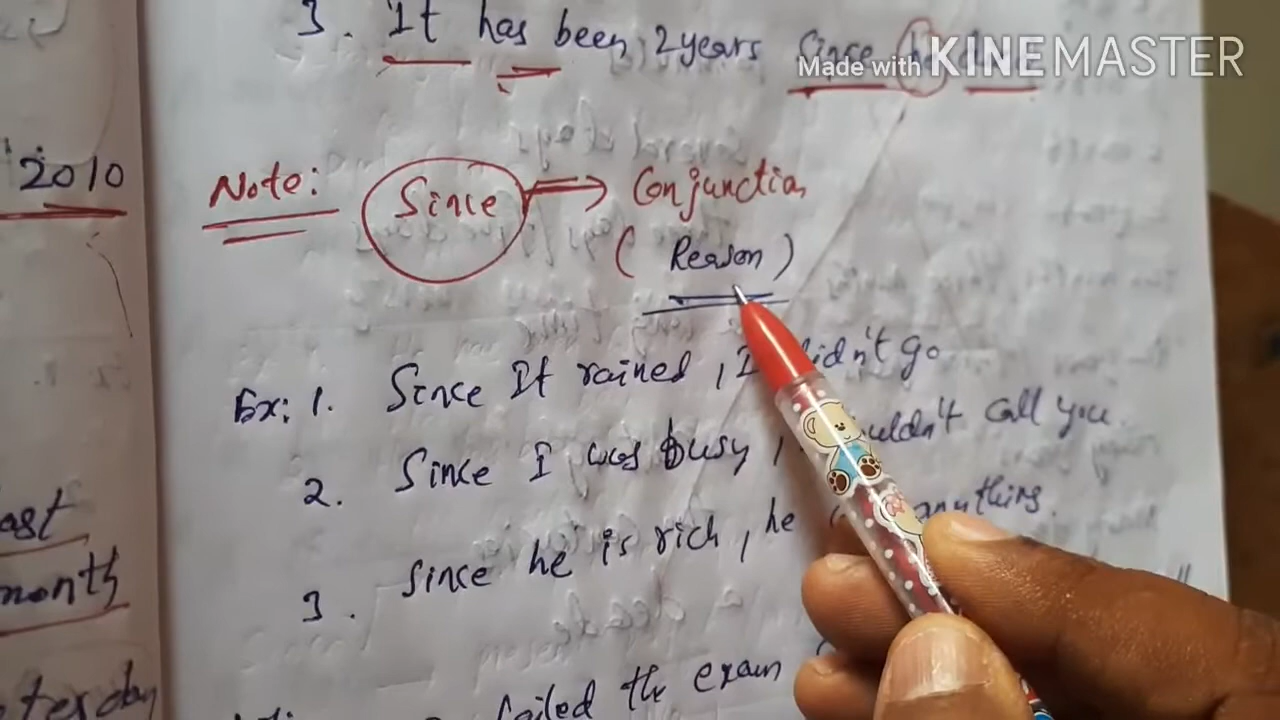 3. It has been 2 years since
Made with KINEMASTER
2010
Note: Since → Conjunction
(Reason)
Ex: 1. Since It rained, I didn't go
2. Since I was busy, couldn't call you.
3. Since he is rich, he anything.
month
failed the exam